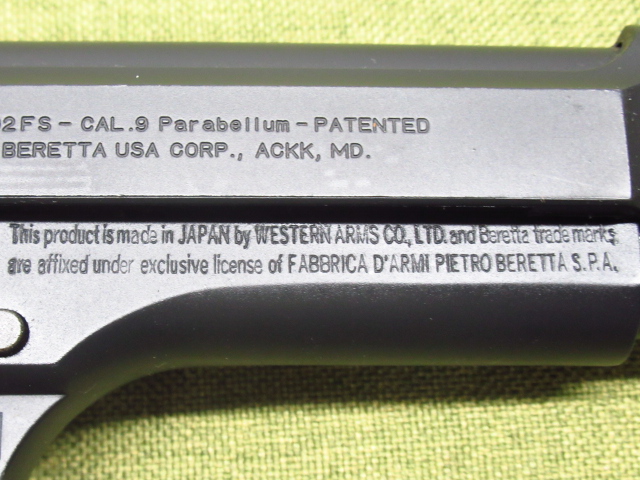 92FS - CAL.9 Parabellum - PATENTED
BERETTA USA CORP., ACKK, MD.
This product is made in JAPAN by WESTERN ARMS CO., LTD. and Beretta trade marks
are affixed under exclusive license of FABBRICA D'ARMI PIETRO BERETTA S.P.A.